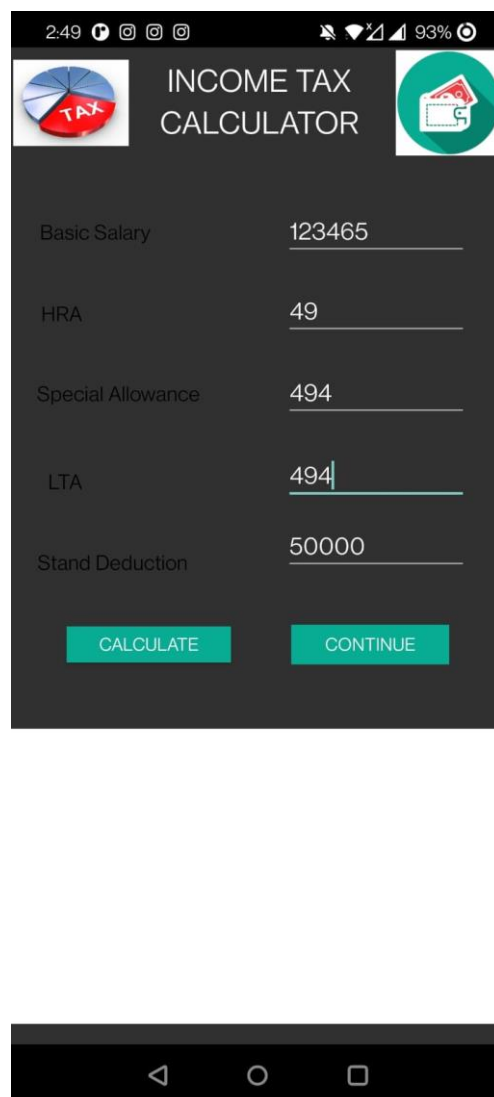 2:49 93%
TAX
INCOME TAX
CALCULATOR
Basic Salary 123465
HRA 49
Special Allowance 494
LTA 494
Stand Deduction 50000
CALCULATE CONTINUE